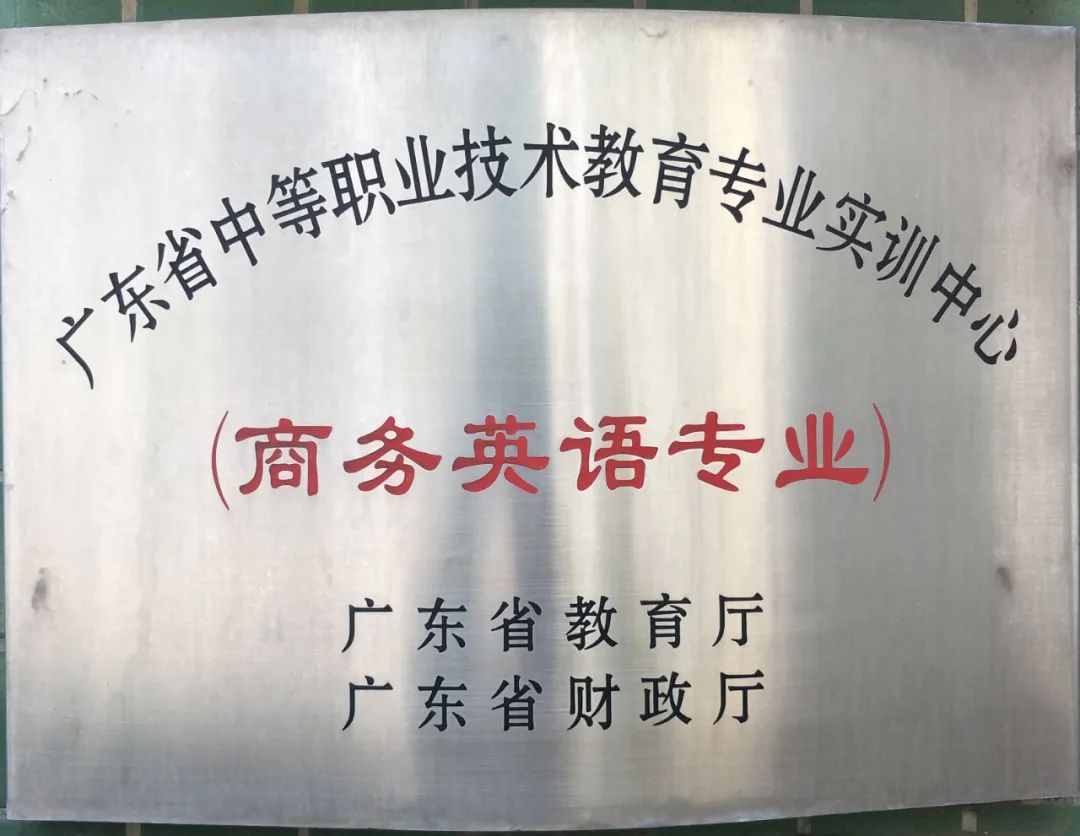 广东省中等职业技术教育专业实训中心
(商务英语专业)
广东省教育厅
广东省财政厅